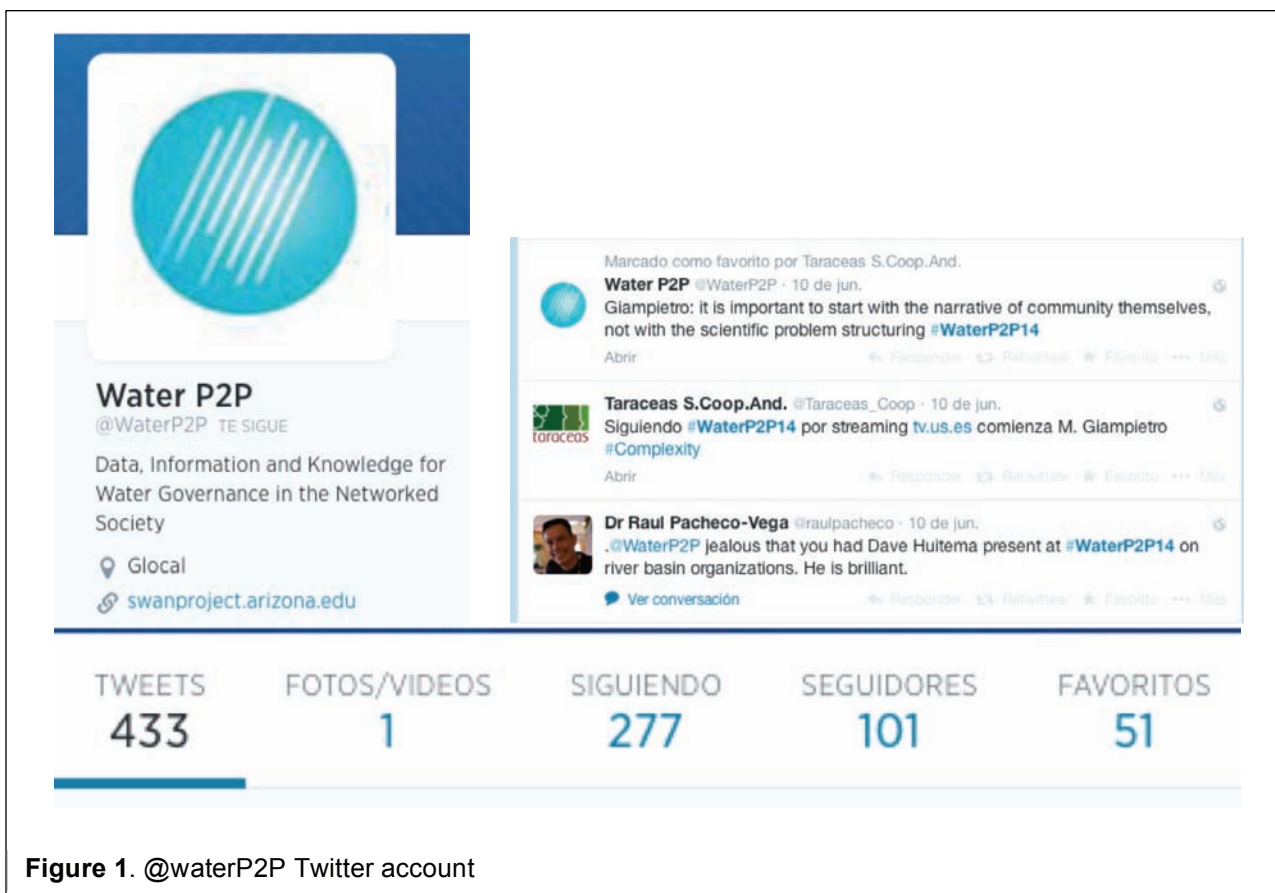 Water P2P
@WaterP2P TE SIGUE
Data, Information and Knowledge for
Water Governance in the Networked
Society
Glocal
swanproject.arizona.edu
Marcado como favorito por Taraceas S.Coop.And.
Water P2P @WaterP2P · 10 de jun.
Giampietro: it is important to start with the narrative of community themselves,
not with the scientific problem structuring #WaterP2P14
Abrir Responder Retwittear Favorito ••• Más
taraceas
Taraceas S.Coop.And. @Taraceas_Coop · 10 de jun.
Siguiendo #WaterP2P14 por streaming tv.us.es comienza M. Giampietro
#Complexity
Abrir Responder Retwittear Favorito ••• Más
Dr Raul Pacheco-Vega @raulpacheco · 10 de jun.
.@WaterP2P jealous that you had Dave Huitema present at #WaterP2P14 on
river basin organizations. He is brilliant.
Ver conversación Responder Retwittear Favorito ••• Más
TWEETS FOTOS/VIDEOS SIGUIENDO SEGUIDORES FAVORITOS
433 1 277 101 51
Figure 1. @waterP2P Twitter account